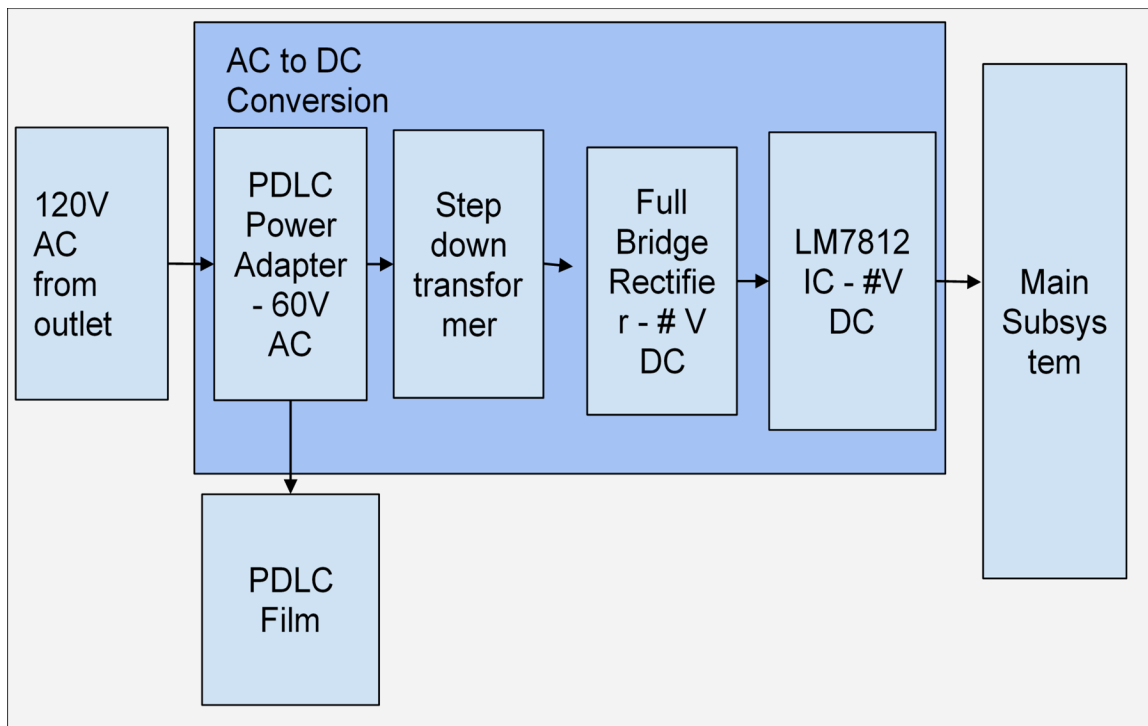 AC to DC
Conversion
120V
AC
from
outlet
PDLC
Power
Adapter
- 60V
AC
Step
down
transfor
mer
Full
Bridge
Rectifie
r - # V
DC
LM7812
IC - #V
DC
Main
Subsys
tem
PDLC
Film